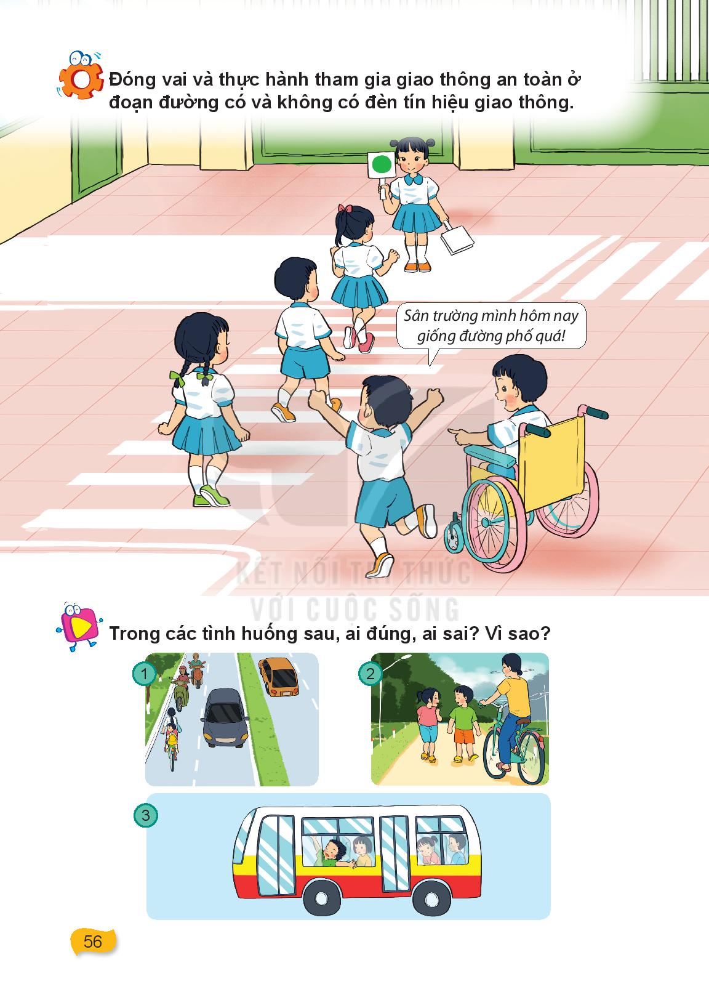 Đóng vai và thực hành tham gia giao thông an toàn ở
đoạn đường có và không có đèn tín hiệu giao thông.
Sân trường mình hôm nay
giống đường phố quá!
KẾT NỐI TRI THỨC
VỚI CUỘC SỐNG
Trong các tình huống sau, ai đúng, ai sai? Vì sao?
1
2
3
56